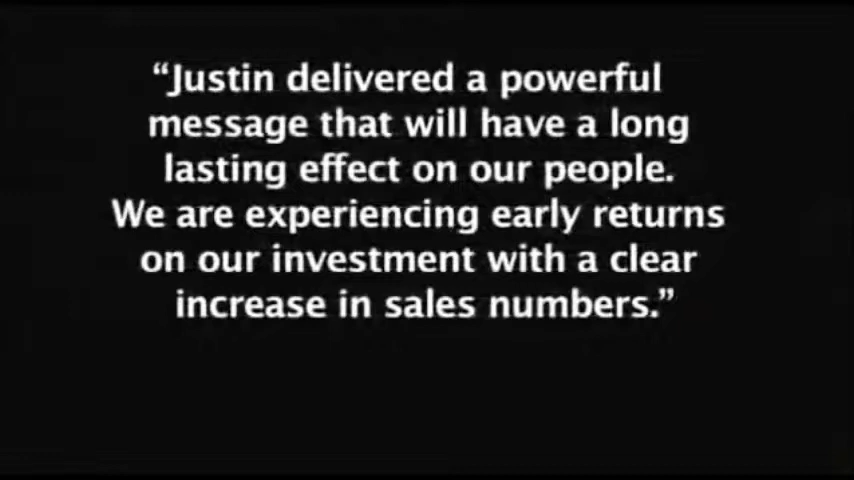 “Justin delivered a powerful
message that will have a long
lasting effect on our people.
We are experiencing early returns
on our investment with a clear
increase in sales numbers.”